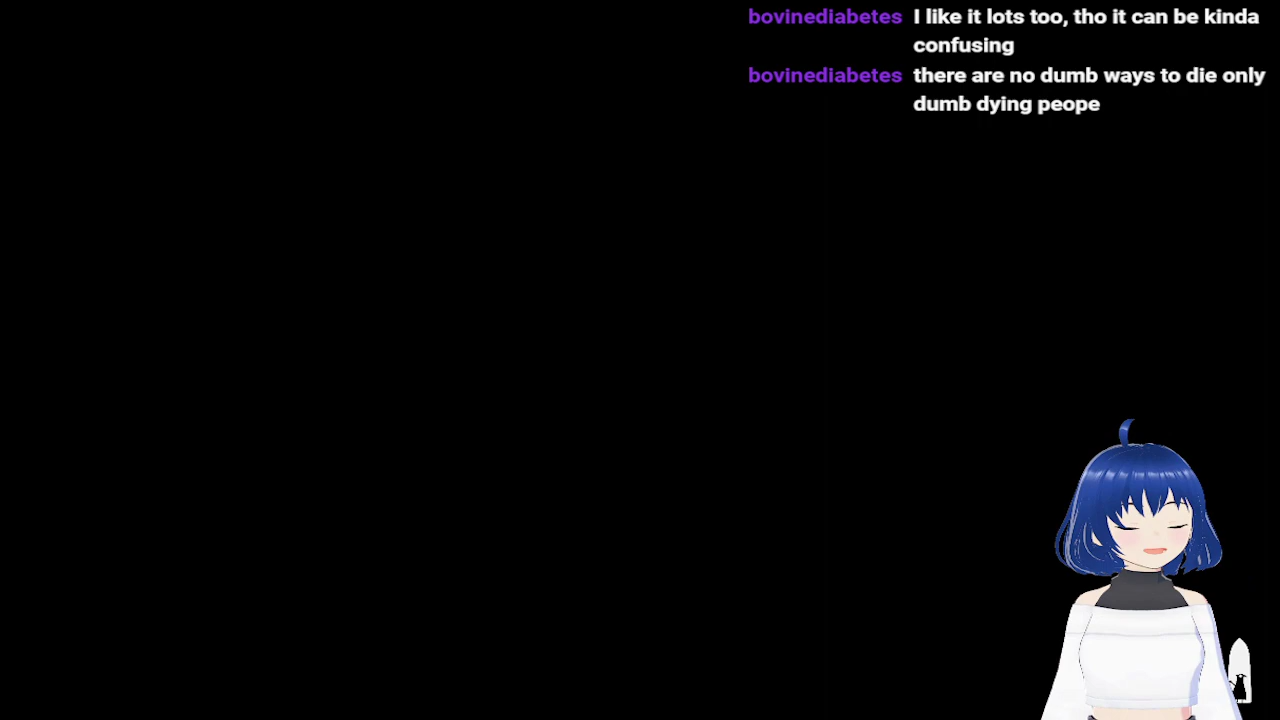 bovinediabetes I like it lots too, tho it can be kinda
confusing
bovinediabetes there are no dumb ways to die only
dumb dying peope